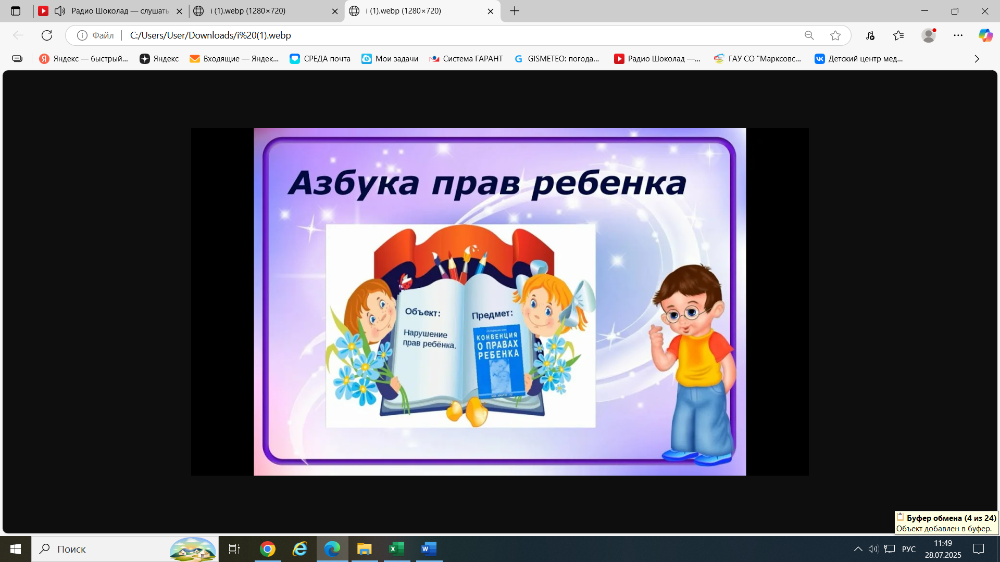 Радио Шоколад — слушать
i (1).webp (1280×720)
i (1).webp (1280×720)
Файл
C:/Users/User/Downloads/i%20(1).webp
Яндекс — быстрый...
Яндекс
Входящие — Яндек...
СРЕДА почта
Мои задачи
Система ГАРАНТ
GISMETEO: погода...
Радио Шоколад —...
ГАУ СО "Марксовс...
Детский центр мед...
Азбука прав ребенка
Объект:
Нарушение
прав ребёнка.
Предмет:
КОНВЕНЦИЯ
О ПРАВАХ
РЕБЕНКА
Буфер обмена (4 из 24)
Объект добавлен в буфер.
Поиск
РУС
11:49
28.07.2025